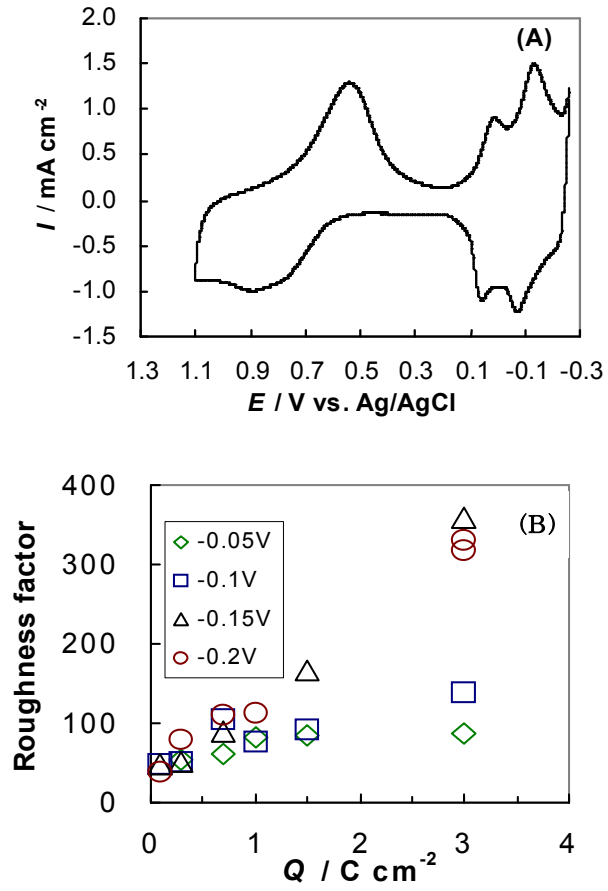 (A)
2.0
1.5
1.0
0.5
0.0
-0.5
-1.0
-1.5
I / mA cm-2
1.3 1.1 0.9 0.7 0.5 0.3 0.1 -0.1 -0.3
E / V vs. Ag/AgCl
(B)
400
300
200
100
0
Roughness factor
-0.05V
-0.1V
-0.15V
-0.2V
0 1 2 3 4
Q / C cm-2